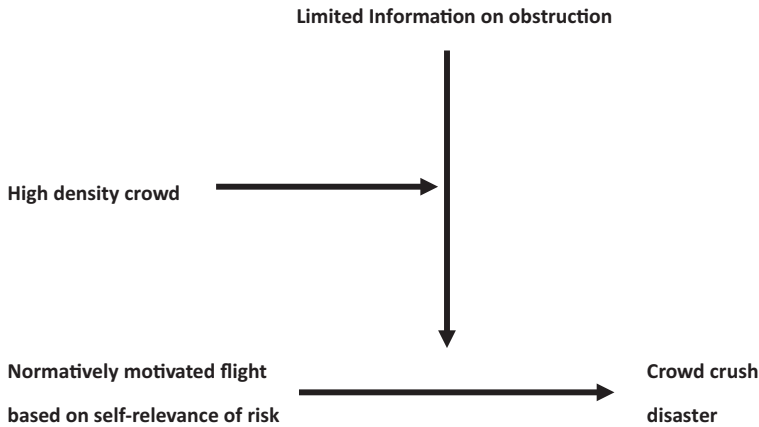 Limited Information on obstruction
High density crowd
Normatively motivated flight
based on self-relevance of risk
Crowd crush
disaster